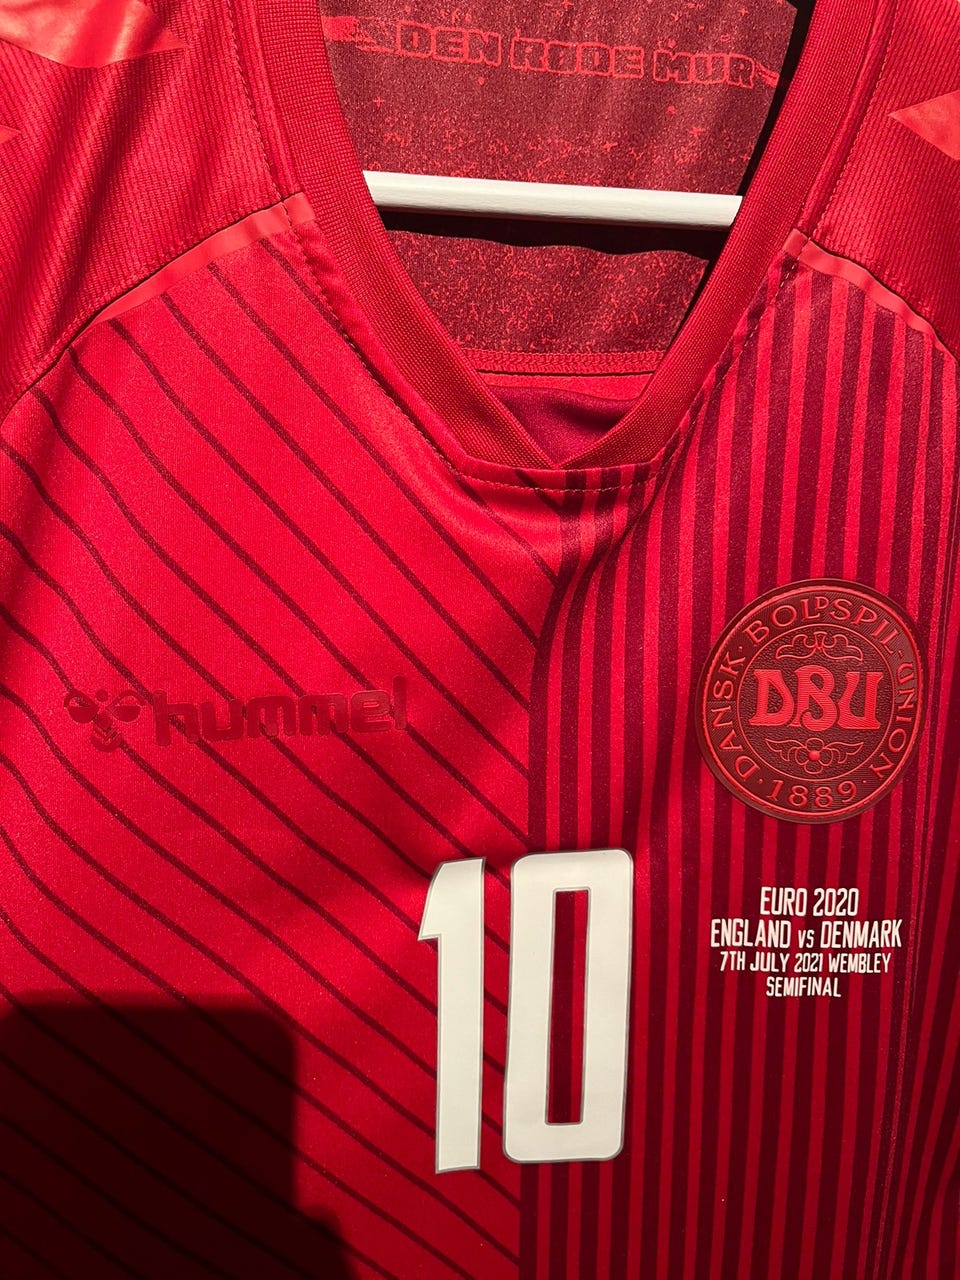 DEN RØDE MUR
hummel
DANSK BOLDSPIL-UNION
DBU
1889
10
EURO 2020
ENGLAND vs DENMARK
7TH JULY 2021 WEMBLEY
SEMIFINAL